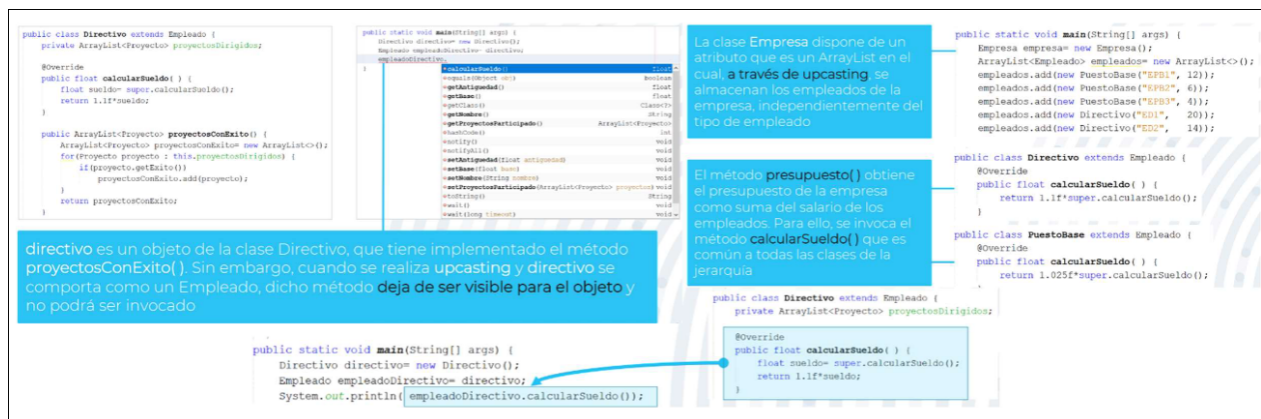 public class Directivo extends Empleado {
private ArrayList<Proyecto> proyectosDirigidos;
@Override
public float calcularSueldo( ) {
float sueldo= super.calcularSueldo();
return 1.1f*sueldo;
}
public ArrayList<Proyecto> proyectosConExito() {
ArrayList<Proyecto> proyectosConExito= new ArrayList<>();
for(Proyecto proyecto : this.proyectosDirigidos) {
if(proyecto.getExito())
proyectosConExito.add(proyecto);
}
return proyectosConExito;
}
public static void main(String[] args) {
Directivo directivo= new Directivo();
Empleado empleadoDirectivo= directivo;
empleadoDirectivo.
}
calcularSueldo() float
equals(Object obj) boolean
getAntiguedad() float
getBase() float
getClass() Class<?>
getNombre() String
getProyectosParticipado() ArrayList<Proyecto>
hashCode() int
notify() void
notifyAll() void
setAntiguedad(float antiguedad) void
setBase(float base) void
setNombre(String nombre) void
setProyectosParticipado(ArrayList<Proyecto> proyectos) void
toString() String
wait() void
wait(long timeout) void
directivo es un objeto de la clase Directivo, que tiene implementado el método
proyectosConExito( ). Sin embargo, cuando se realiza upcasting y directivo se
comporta como un Empleado, dicho método deja de ser visible para el objeto y
no podrá ser invocado
La clase Empresa dispone de un
atributo que es un ArrayList en el
cual, a través de upcasting, se
almacenan los empleados de la
empresa, independientemente del
tipo de empleado
public static void main(String[] args) {
Empresa empresa= new Empresa();
ArrayList<Empleado> empleados= new ArrayList<>();
empleados.add(new PuestoBase("EPB1", 12));
empleados.add(new PuestoBase("EPB2", 6));
empleados.add(new PuestoBase("EPB3", 4));
empleados.add(new Directivo("ED1", 20));
empleados.add(new Directivo("ED2", 14));
El método presupuesto( ) obtiene
el presupuesto de la empresa
como suma del salario de los
empleados. Para ello, se invoca el
método calcularSueldo( ) que es
común a todas las clases de la
jerarquía
public class Directivo extends Empleado {
@Override
public float calcularSueldo( ) {
return 1.1f*super.calcularSueldo();
}
public class PuestoBase extends Empleado {
@Override
public float calcularSueldo( ) {
return 1.025f*super.calcularSueldo();
public class Directivo extends Empleado {
private ArrayList<Proyecto> proyectosDirigidos;
@Override
public float calcularSueldo( ) {
float sueldo= super.calcularSueldo();
return 1.1f*sueldo;
}
public static void main(String[] args) {
Directivo directivo= new Directivo();
Empleado empleadoDirectivo= directivo;
System.out.println( empleadoDirectivo.calcularSueldo());